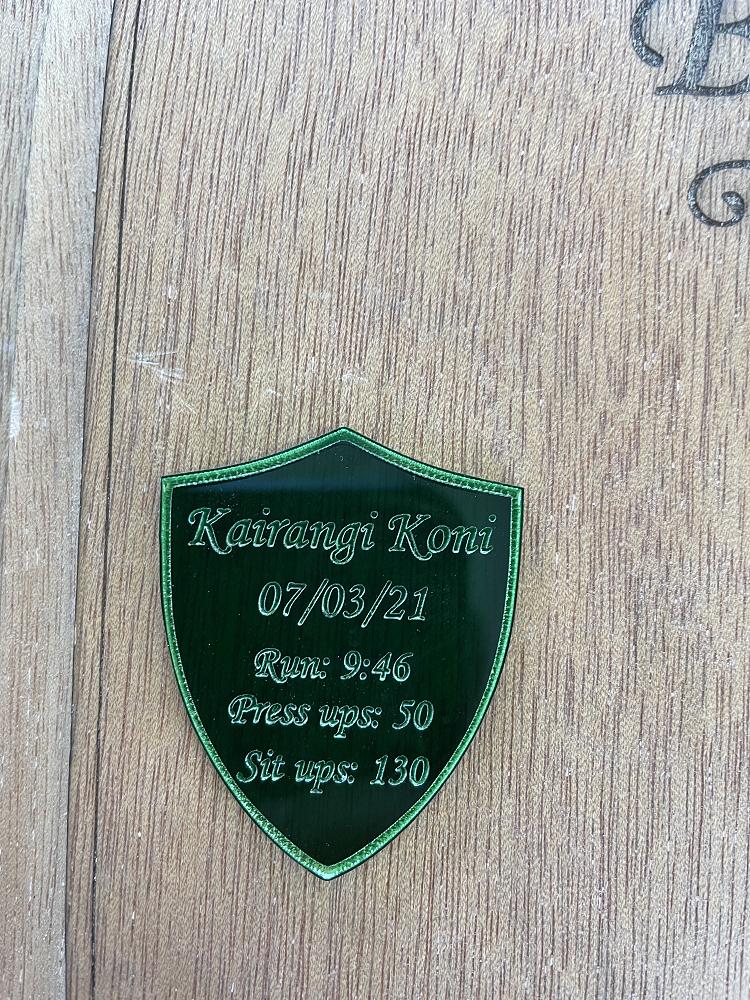 Kairangi Koni
07/03/21
Run: 9:46
Press ups: 50
Sit ups: 130